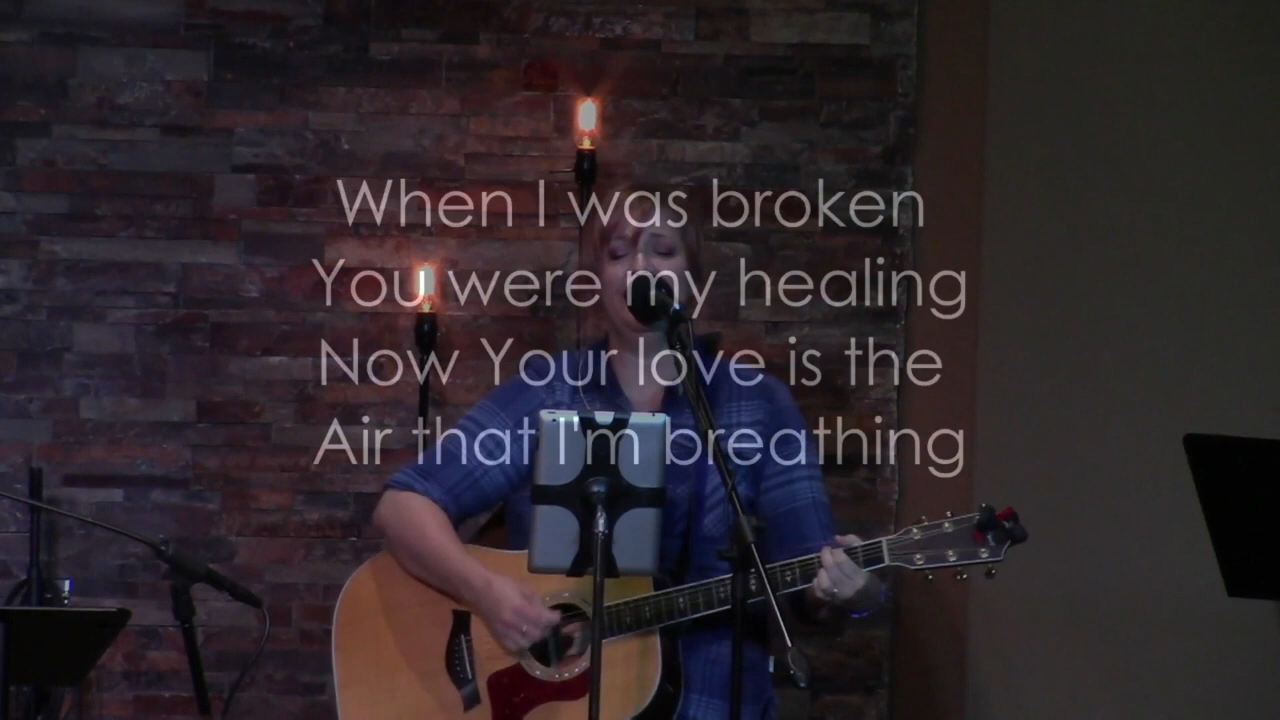 When I was broken
You were my healing
Now Your love is the
Air that I'm breathing